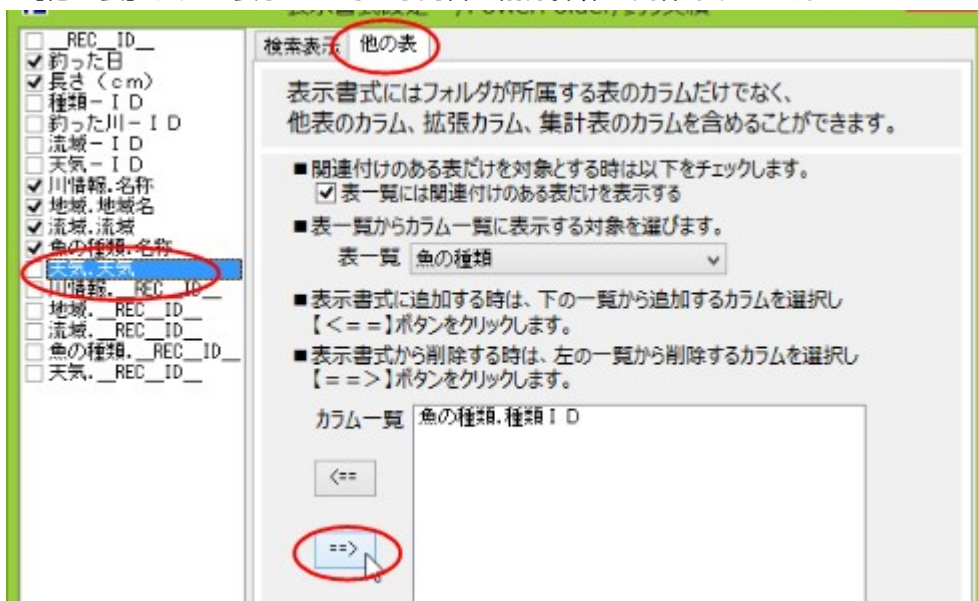 __REC__ID__
釣った日
長さ（cm）
種類－ＩＤ
釣った川－ＩＤ
流域－ＩＤ
天気－ＩＤ
川情報.名称
地域.地域名
流域.流域
魚の種類.名称
天気.天気
川情報.__REC__ID__
地域.__REC__ID__
流域.__REC__ID__
魚の種類.__REC__ID__
天気.__REC__ID__
検索表示 他の表
表示書式にはフォルダが所属する表のカラムだけでなく、
他表のカラム、拡張カラム、集計表のカラムを含めることができます。
■関連付けのある表だけを対象とする時は以下をチェックします。
表一覧には関連付けのある表だけを表示する
■表一覧からカラム一覧に表示する対象を選びます。
表一覧 魚の種類
■表示書式に追加する時は、下の一覧から追加するカラムを選択し
【＜＝＝】ボタンをクリックします。
■表示書式から削除する時は、左の一覧から削除するカラムを選択し
【＝＝＞】ボタンをクリックします。
カラム一覧 魚の種類.種類ＩＤ
<==
==>